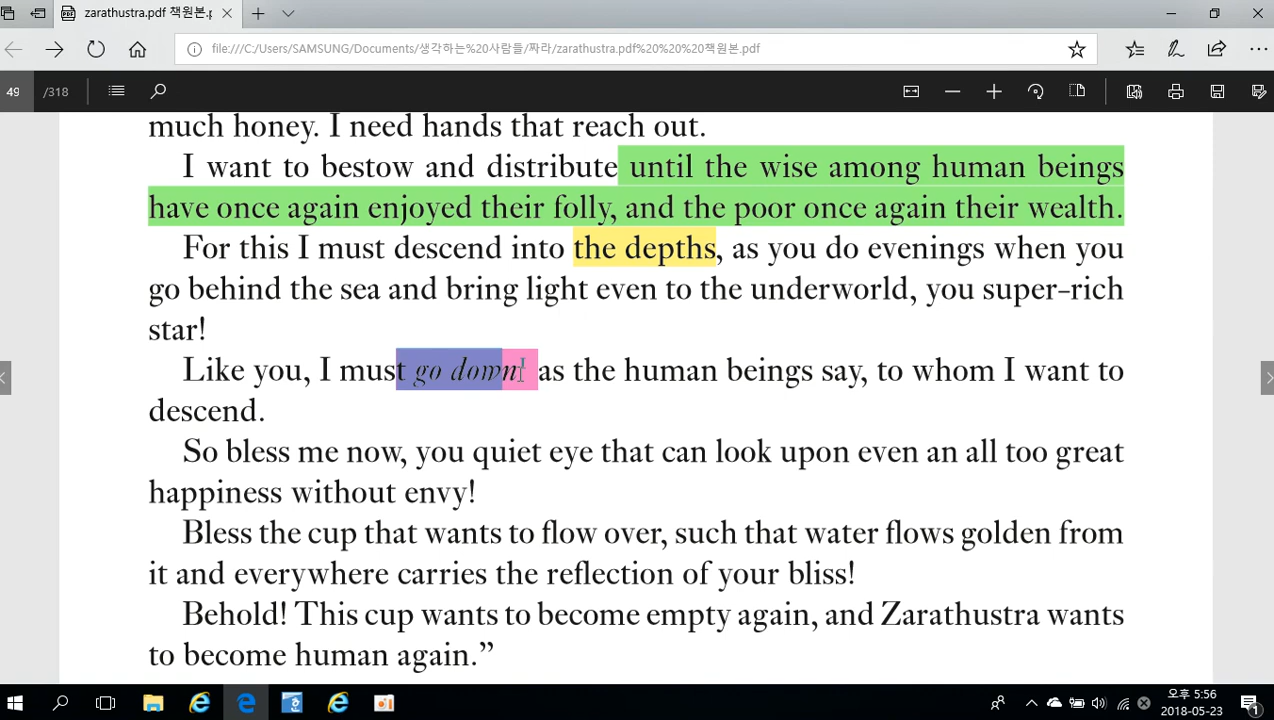 zarathustra.pdf 책원본.p
file:///C:/Users/SAMSUNG/Documents/생각하는%20사람들/짜라/zarathustra.pdf%20%20%20책원본.pdf
49 /318
much honey. I need hands that reach out.
I want to bestow and distribute until the wise among human beings
have once again enjoyed their folly, and the poor once again their wealth.
For this I must descend into the depths, as you do evenings when you
go behind the sea and bring light even to the underworld, you super-rich
star!
Like you, I must go down¹ as the human beings say, to whom I want to
descend.
So bless me now, you quiet eye that can look upon even an all too great
happiness without envy!
Bless the cup that wants to flow over, such that water flows golden from
it and everywhere carries the reflection of your bliss!
Behold! This cup wants to become empty again, and Zarathustra wants
to become human again.”
오후 5:56
2018-05-23
1